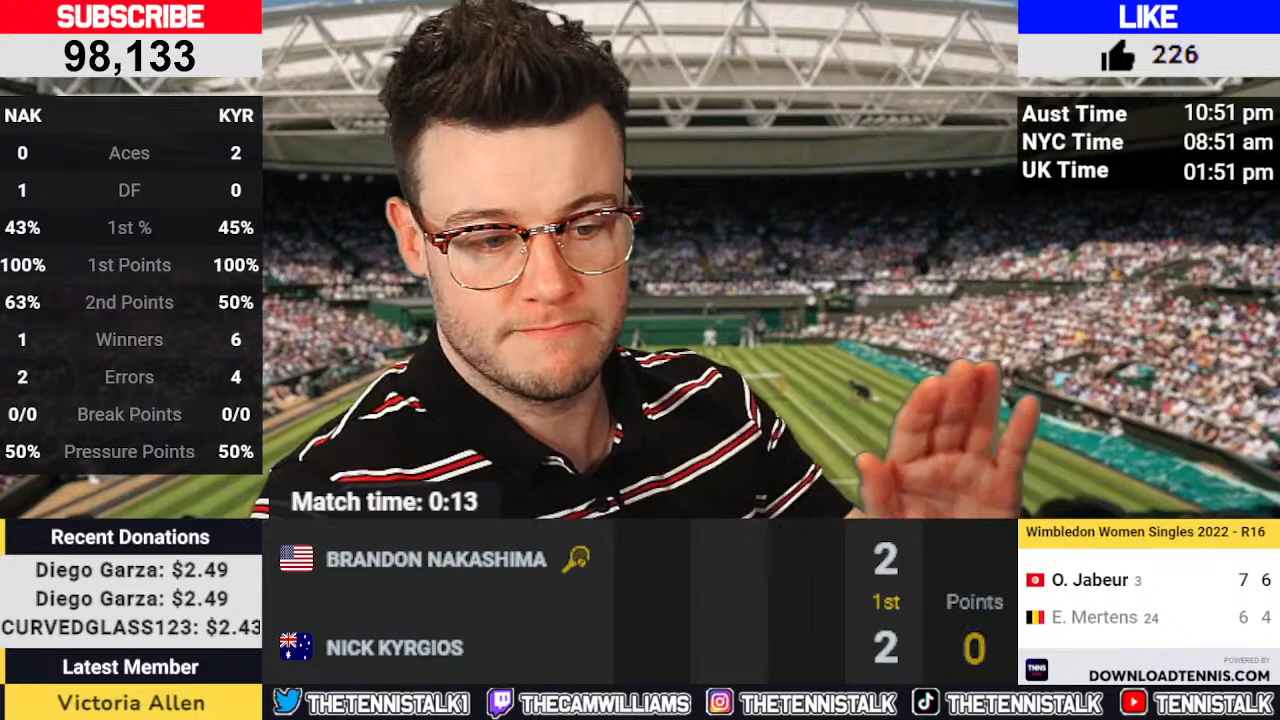 SUBSCRIBE
98,133
NAK KYR
0 Aces 2
1 DF 0
43% 1st % 45%
100% 1st Points 100%
63% 2nd Points 50%
1 Winners 6
2 Errors 4
0/0 Break Points 0/0
50% Pressure Points 50%
LIKE
226
Aust Time 10:51 pm
NYC Time 08:51 am
UK Time 01:51 pm
Match time: 0:13
Recent Donations
Diego Garza: $2.49
Diego Garza: $2.49
CURVEDGLASS123: $2.43
Latest Member
Victoria Allen
BRANDON NAKASHIMA 2
1st Points
NICK KYRGIOS 2 0
Wimbledon Women Singles 2022 - R16
O. Jabeur 3 7 6
E. Mertens 24 6 4
TNNS
POWERED BY
DOWNLOADTENNIS.COM
THETENNISTALK1 THECAMWILLIAMS THETENNISTALK THETENNISTALK TENNISTALK